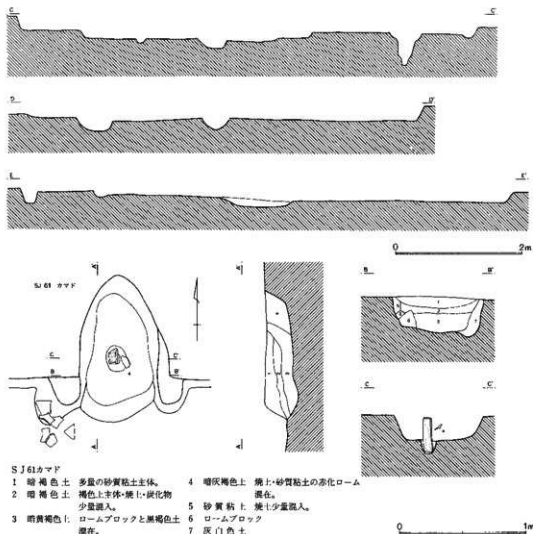 C C'
D D'
E E'
0 2m
SJ 61 カマド
A A'
B B'
C C'
B B'
C C'
A A'
SJ61カマド
1 暗褐色土 多量の砂質粘土主体。
2 暗褐色土 褐色土主体・焼土・炭化物
少量混入。
3 暗黄褐色土 ロームブロックと黒褐色土
混在。
4 暗灰褐色土 焼土・砂質粘土の赤化ローム
混在。
5 砂質粘土 焼土少量混入。
6 ロームブロック
7 灰白色土
0 1m